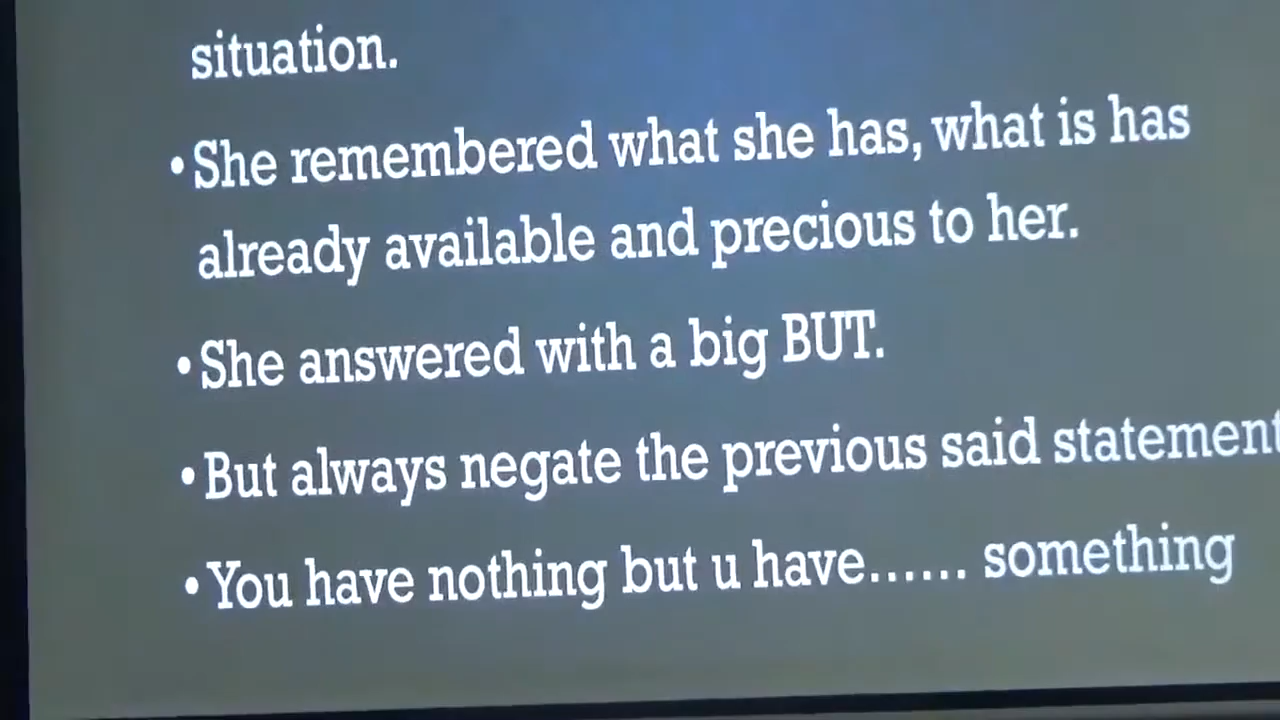 situation.
• She remembered what she has, what is has
already available and precious to her.
• She answered with a big BUT.
• But always negate the previous said statement
• You have nothing but u have...... something